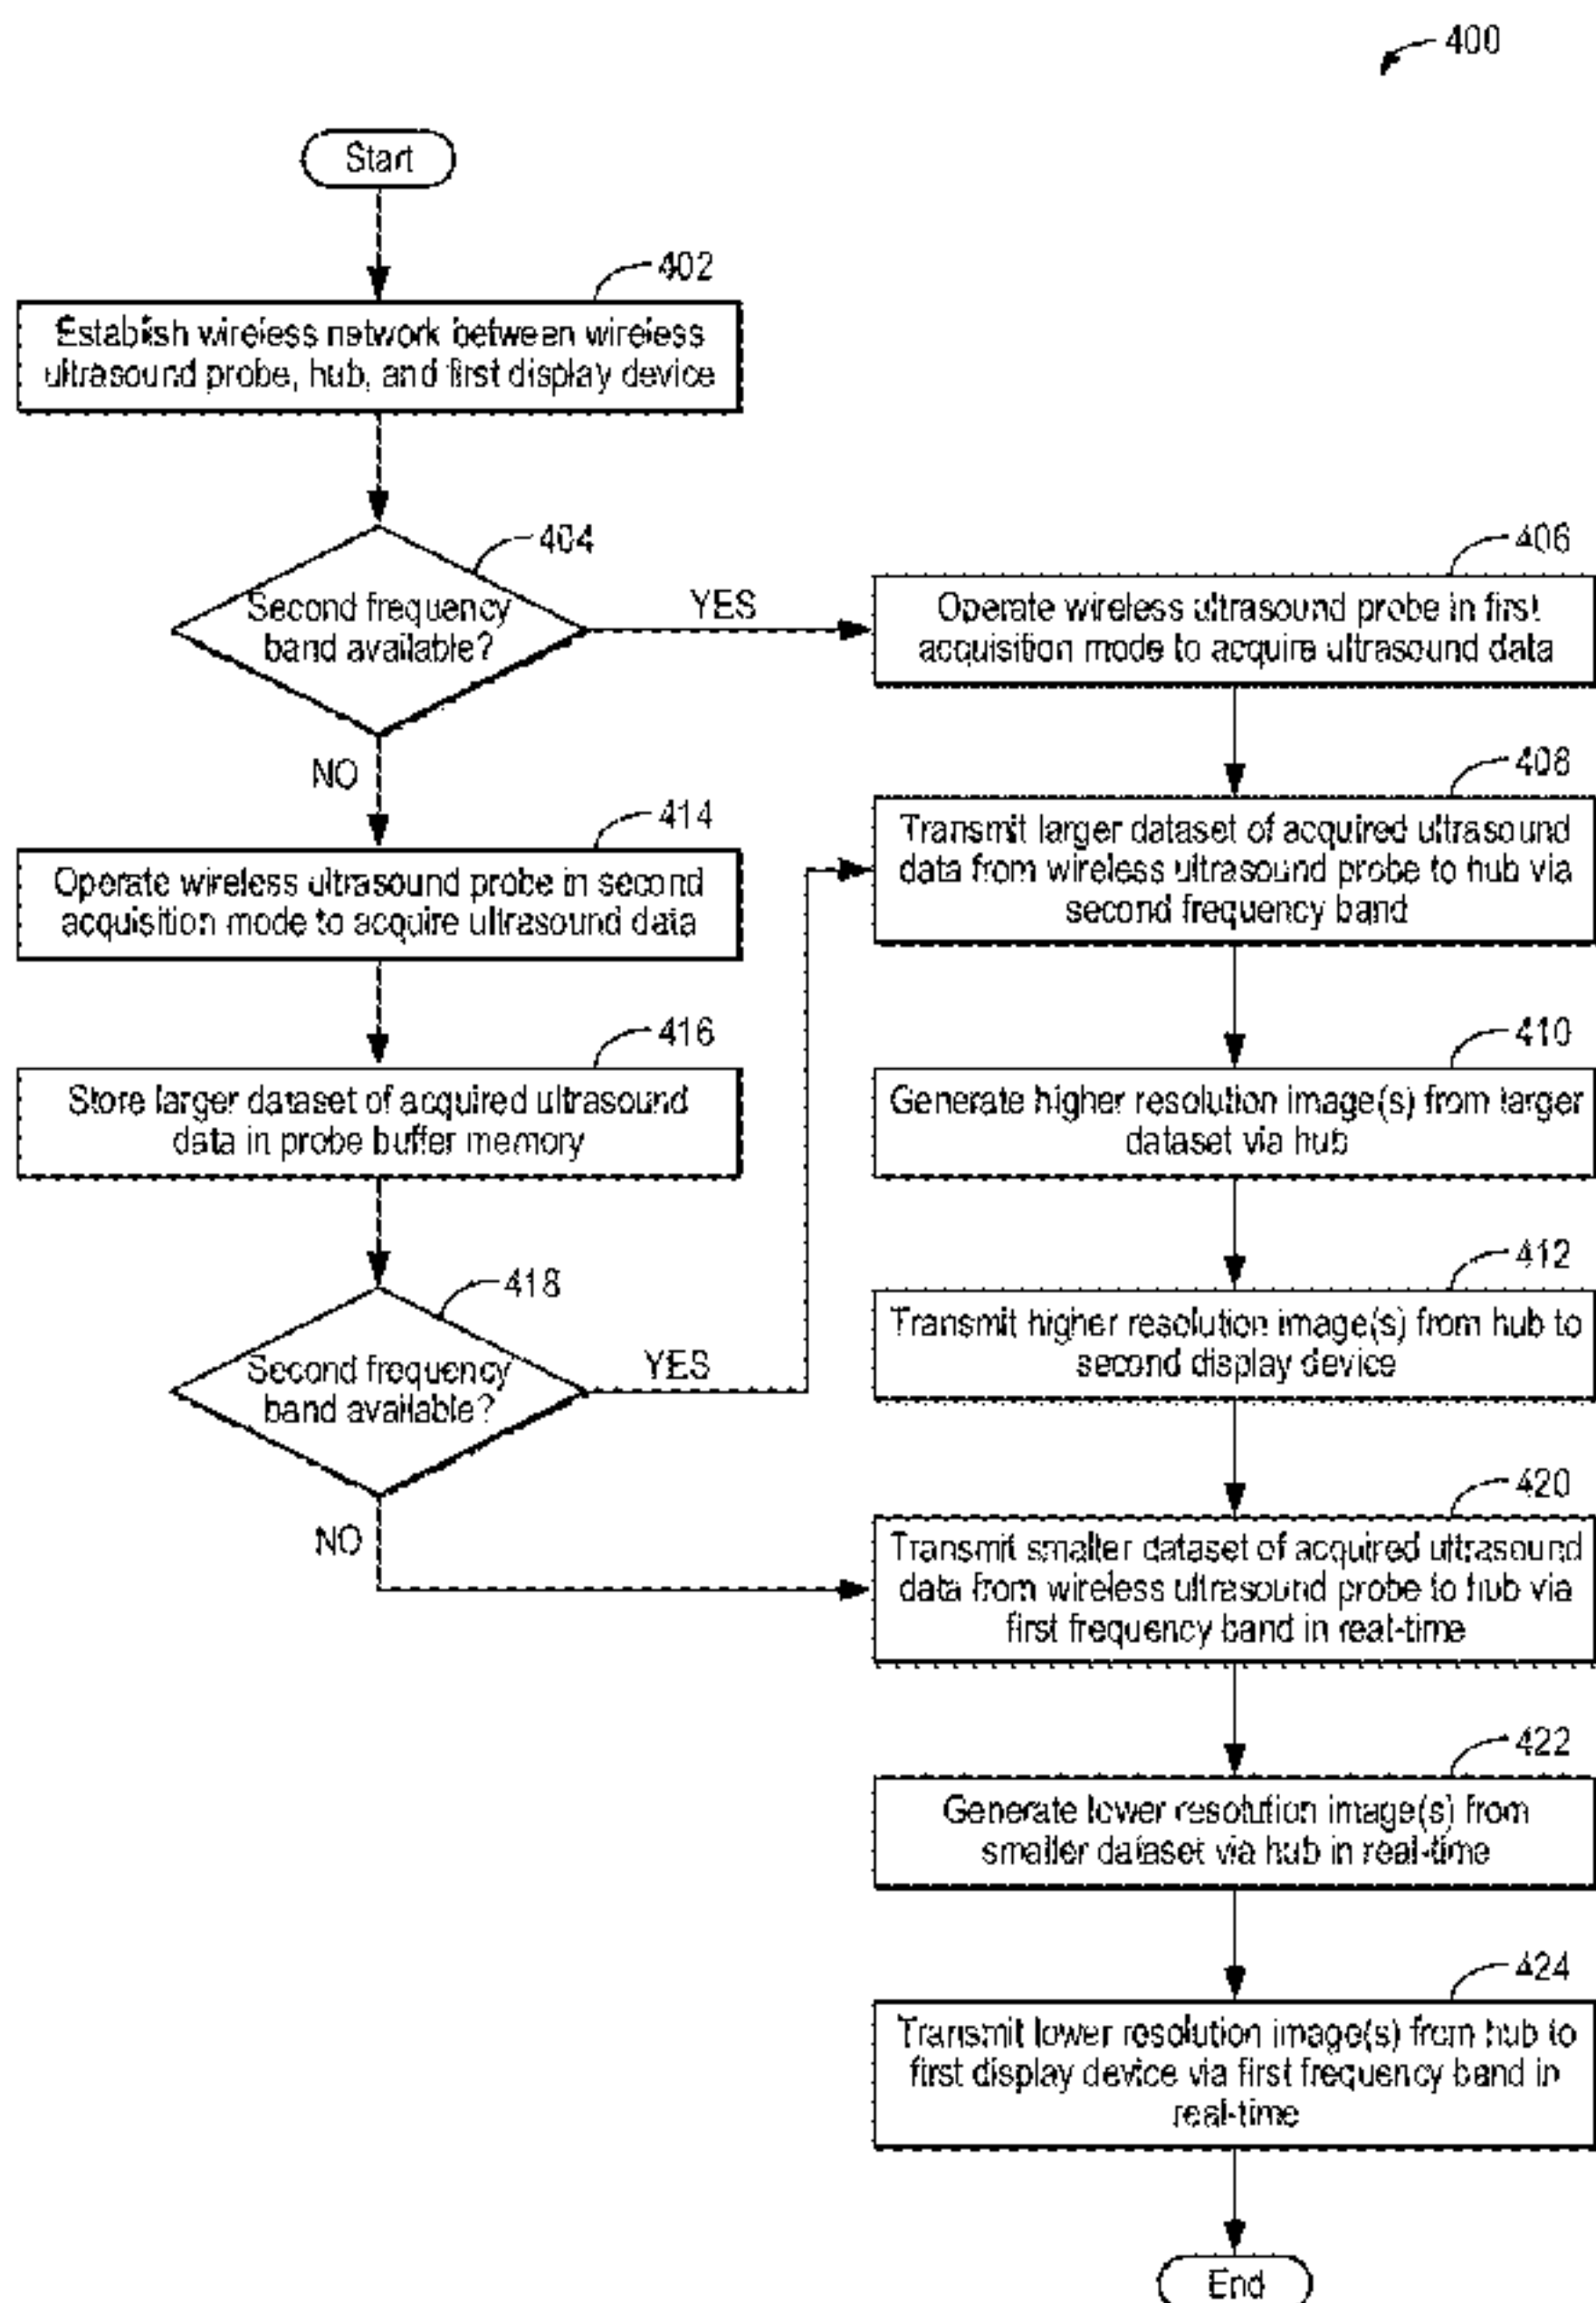 400
Start
402
Establish wireless network between wireless
ultrasound probe, hub, and first display device
404
Second frequency
band available?
YES
NO
406
Operate wireless ultrasound probe in first
acquisition mode to acquire ultrasound data
408
Transmit larger dataset of acquired ultrasound
data from wireless ultrasound probe to hub via
second frequency band
414
Operate wireless ultrasound probe in second
acquisition mode to acquire ultrasound data
416
Store larger dataset of acquired ultrasound
data in probe buffer memory
410
Generate higher resolution image(s) from larger
dataset via hub
412
Transmit higher resolution image(s) from hub to
second display device
418
Second frequency
band available?
YES
NO
420
Transmit smaller dataset of acquired ultrasound
data from wireless ultrasound probe to hub via
first frequency band in real-time
422
Generate lower resolution image(s) from
smaller dataset via hub in real-time
424
Transmit lower resolution image(s) from hub to
first display device via first frequency band in
real-time
End